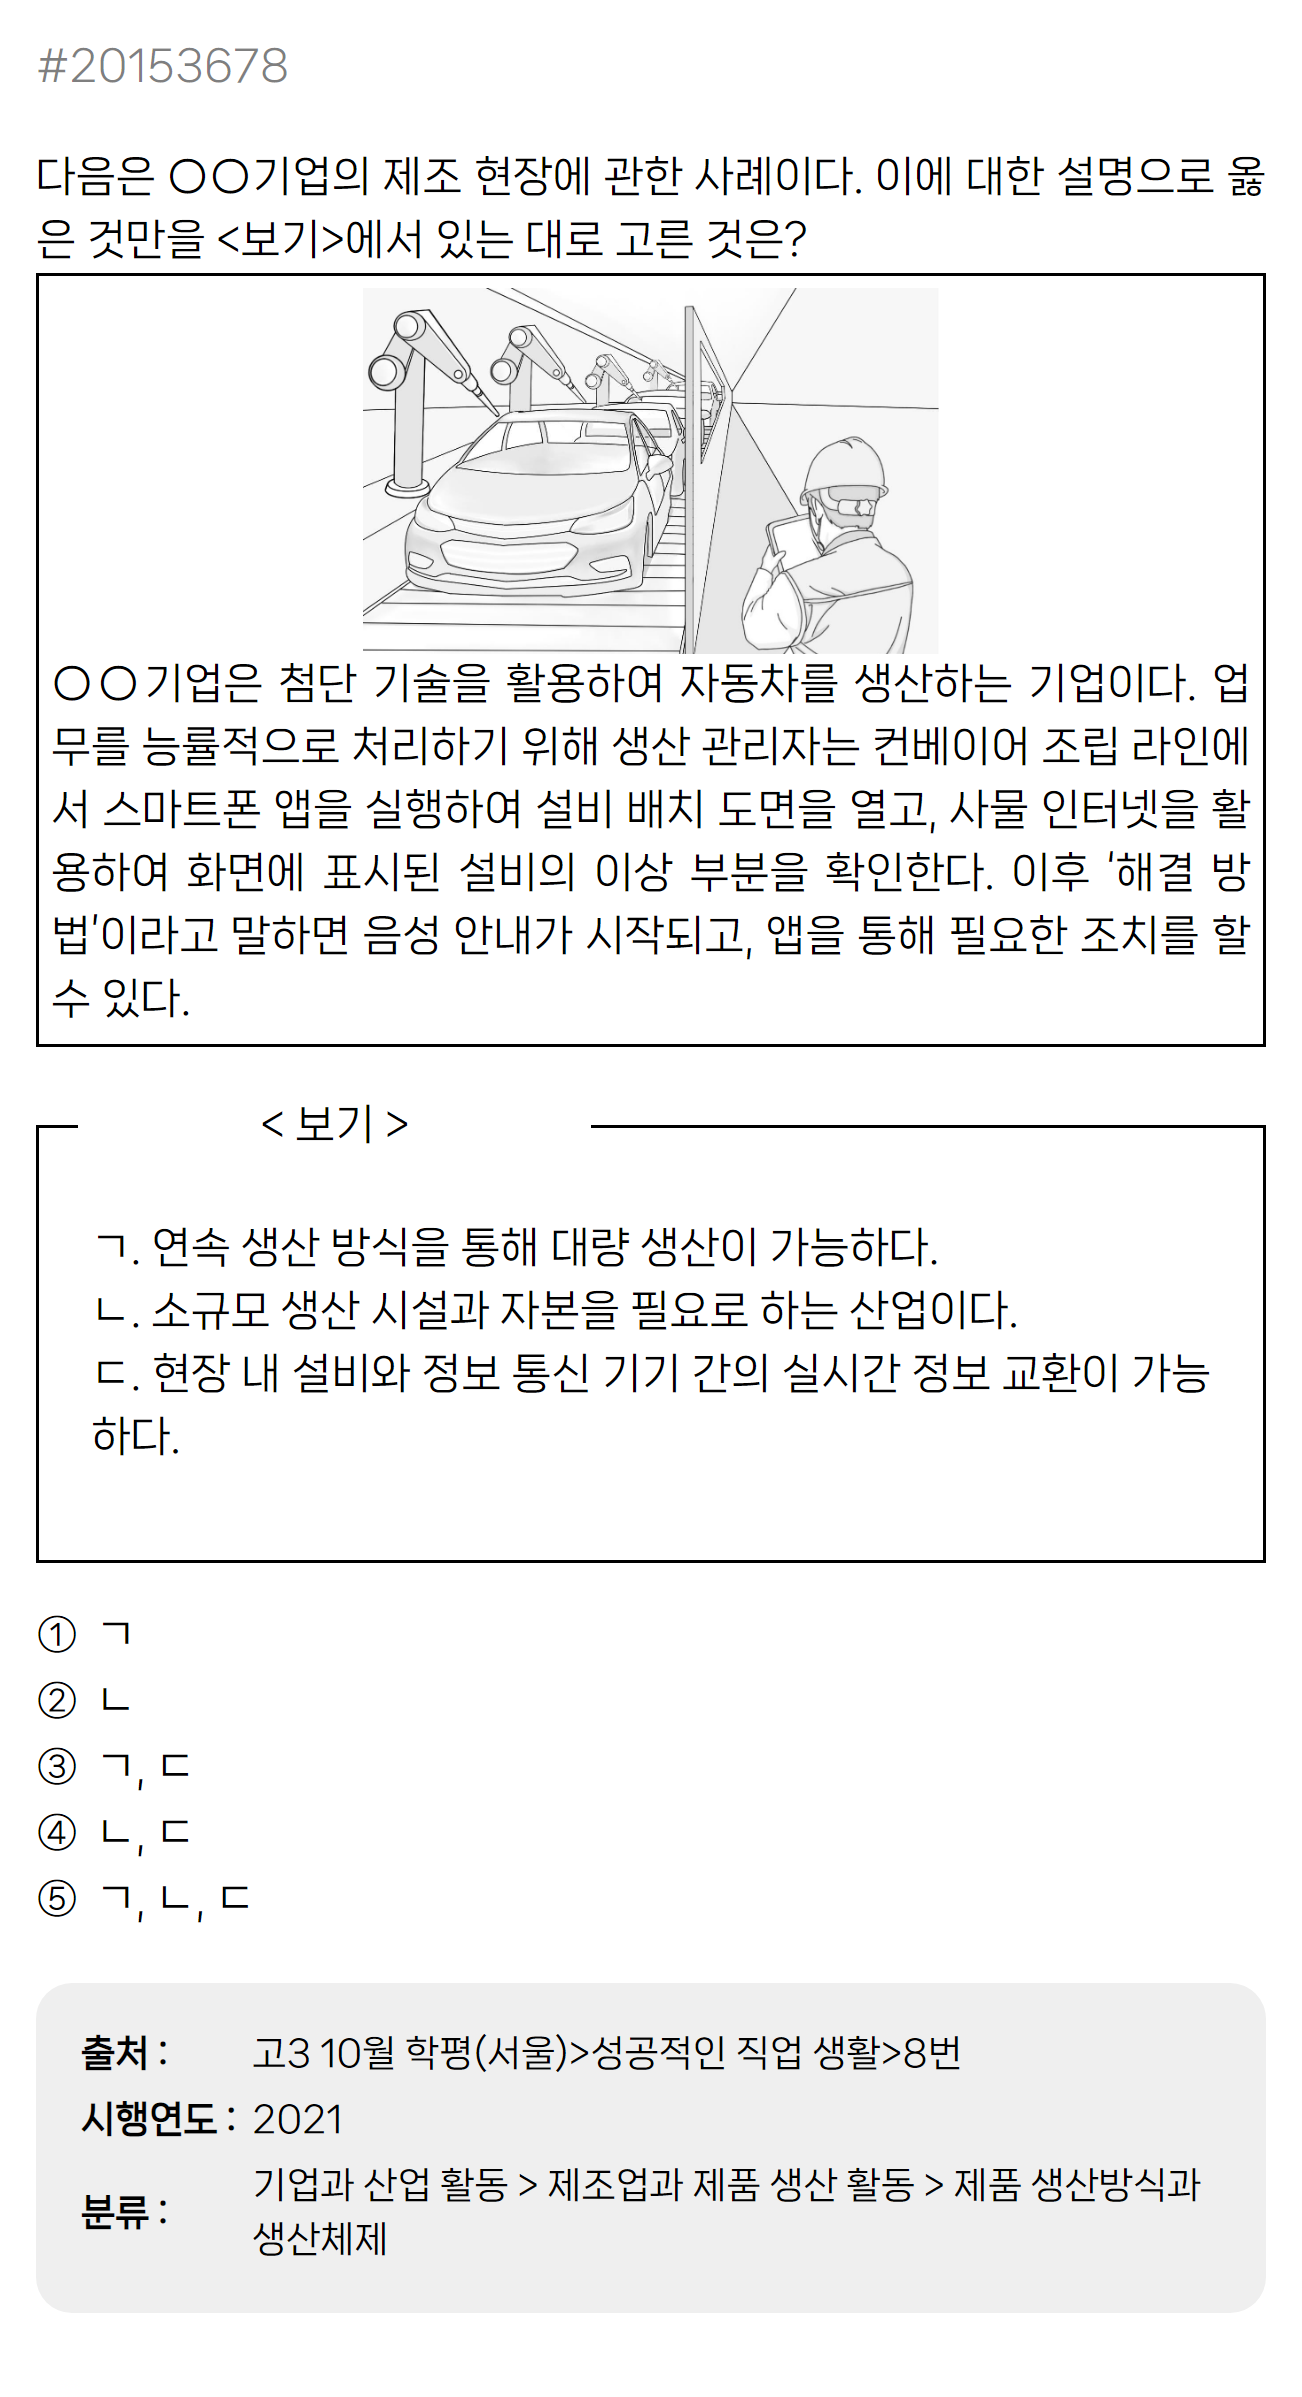 #20153678
다음은 〇〇기업의 제조 현장에 관한 사례이다. 이에 대한 설명으로 옳
은 것만을 <보기>에서 있는 대로 고른 것은?
〇〇기업은 첨단 기술을 활용하여 자동차를 생산하는 기업이다. 업
무를 능률적으로 처리하기 위해 생산 관리자는 컨베이어 조립 라인에
서 스마트폰 앱을 실행하여 설비 배치 도면을 열고, 사물 인터넷을 활
용하여 화면에 표시된 설비의 이상 부분을 확인한다. 이후 '해결 방
법'이라고 말하면 음성 안내가 시작되고, 앱을 통해 필요한 조치를 할
수 있다.
< 보기 >
ㄱ. 연속 생산 방식을 통해 대량 생산이 가능하다.
ㄴ. 소규모 생산 시설과 자본을 필요로 하는 산업이다.
ㄷ. 현장 내 설비와 정보 통신 기기 간의 실시간 정보 교환이 가능
하다.
① ㄱ
② ㄴ
③ ㄱ, ㄷ
④ ㄴ, ㄷ
⑤ ㄱ, ㄴ, ㄷ
출처 : 고3 10월 학평(서울)>성공적인 직업 생활>8번
시행연도 : 2021
분류 : 기업과 산업 활동 > 제조업과 제품 생산 활동 > 제품 생산방식과
생산체제